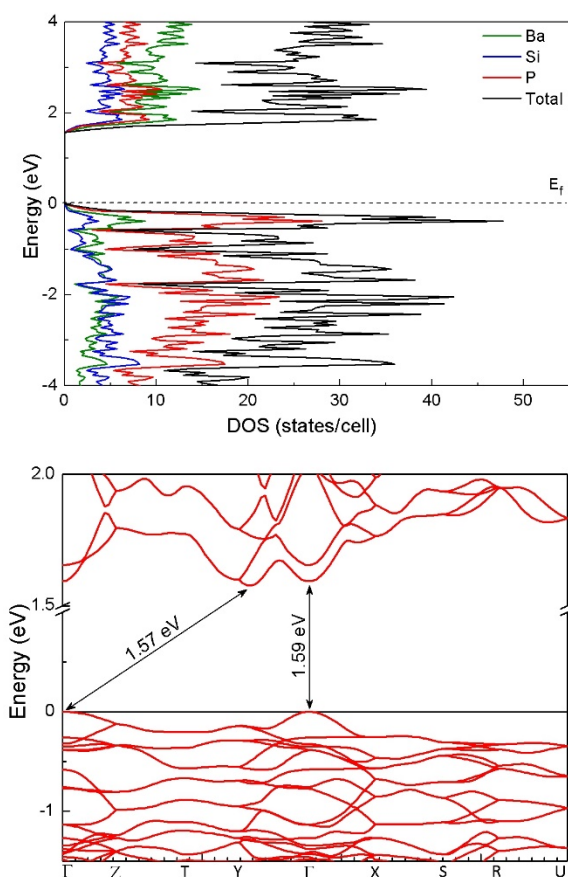 4
2
0
-2
-4
Energy (eV)
Ba
Si
P
Total
E_f
0 10 20 30 40 50
DOS (states/cell)
2.0
1.5
0
-1
Energy (eV)
1.57 eV
1.59 eV
Γ Z T Y Γ X S R U